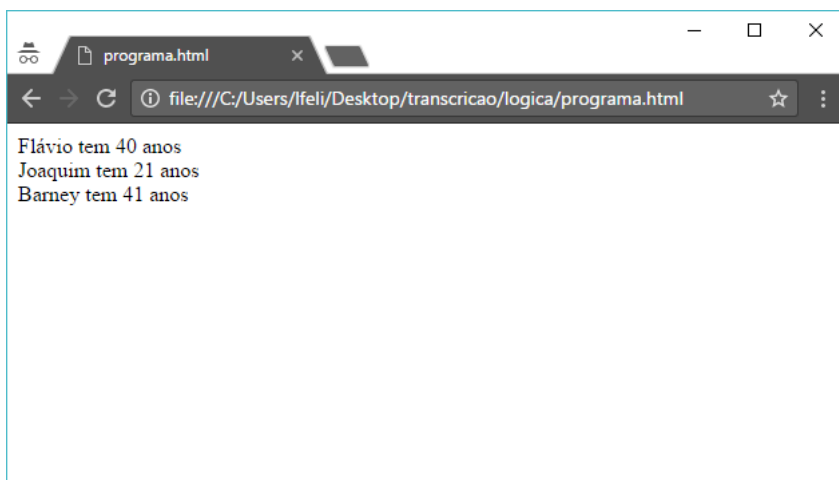 programa.html
file:///C:/Users/lfeli/Desktop/transcricao/logica/programa.html
Flávio tem 40 anos
Joaquim tem 21 anos
Barney tem 41 anos